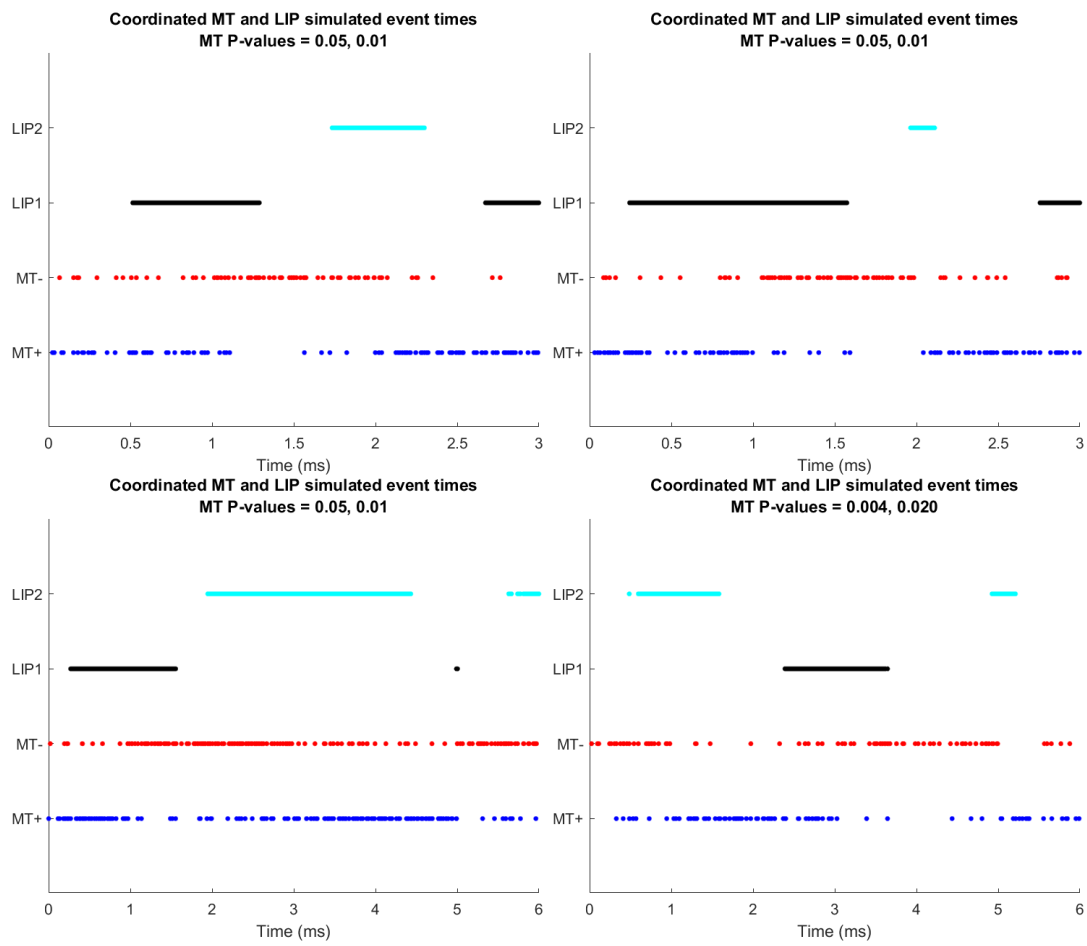 Coordinated MT and LIP simulated event times
MT P-values = 0.05, 0.01
LIP2
LIP1
MT-
MT+
0 0.5 1 1.5 2 2.5 3
Time (ms)
Coordinated MT and LIP simulated event times
MT P-values = 0.05, 0.01
LIP2
LIP1
MT-
MT+
0 0.5 1 1.5 2 2.5 3
Time (ms)
Coordinated MT and LIP simulated event times
MT P-values = 0.05, 0.01
LIP2
LIP1
MT-
MT+
0 1 2 3 4 5 6
Time (ms)
Coordinated MT and LIP simulated event times
MT P-values = 0.004, 0.020
LIP2
LIP1
MT-
MT+
0 1 2 3 4 5 6
Time (ms)